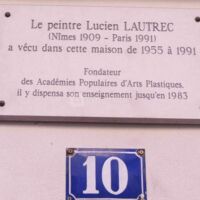 Le peintre Lucien LAUTREC
(Nîmes 1909 - Paris 1991)
a vécu dans cette maison de 1955 à 1991
Fondateur
des Académies Populaires d'Arts Plastiques,
il y dispensa son enseignement jusqu'en 1983
10